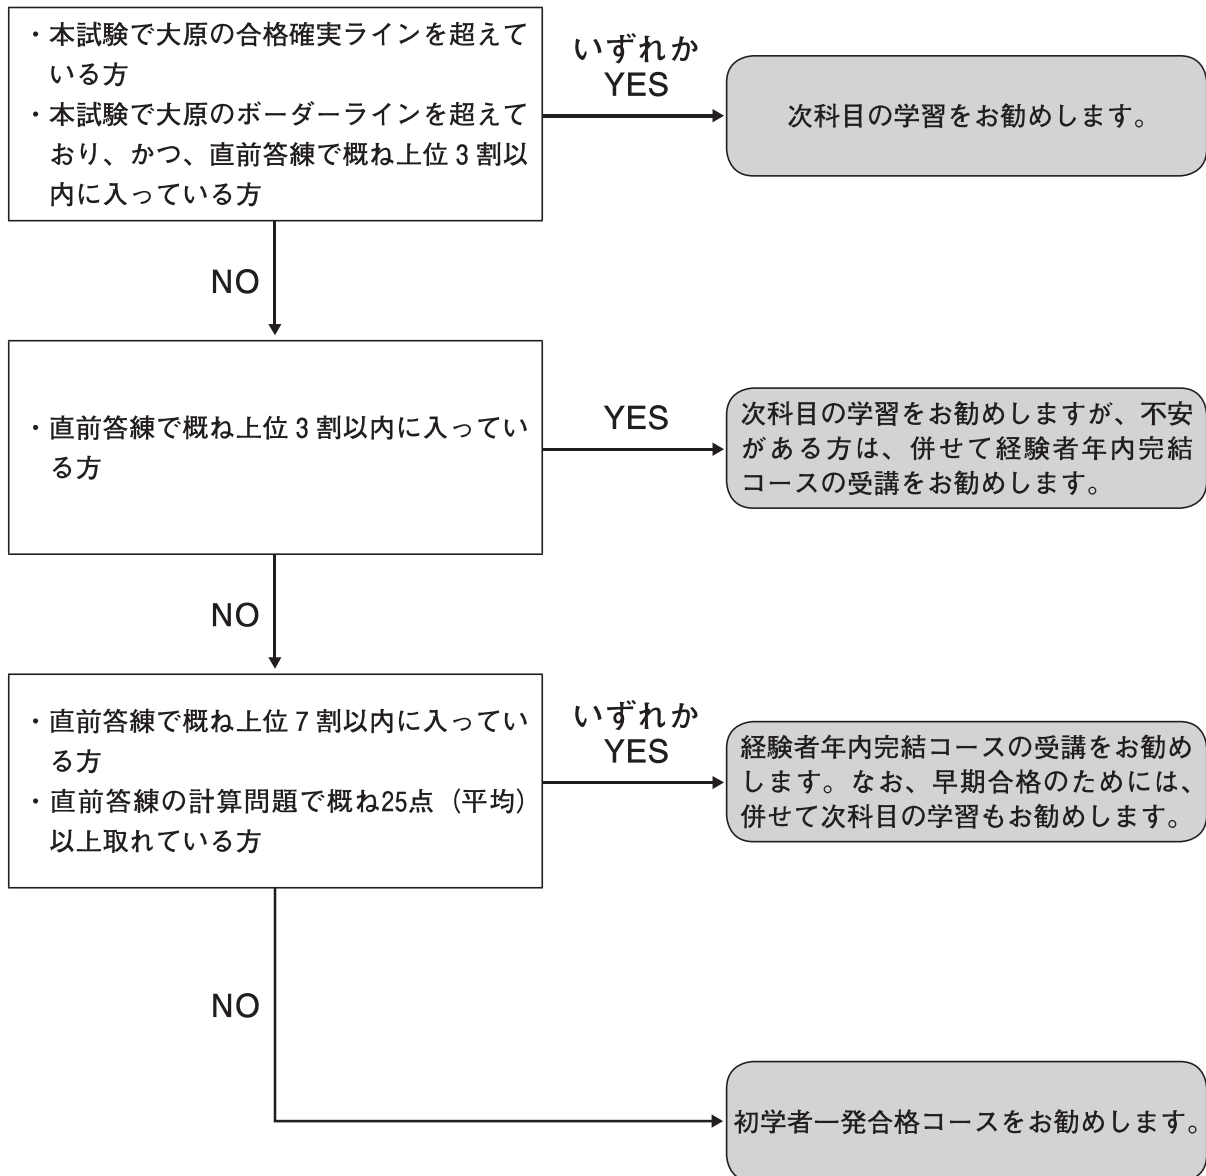 ・本試験で大原の合格確実ラインを超えて
いる方
・本試験で大原のボーダーラインを超えて
おり、かつ、直前答練で概ね上位3割以
内に入っている方
いずれか
YES
次科目の学習をお勧めします。
NO
・直前答練で概ね上位3割以内に入ってい
る方
YES
次科目の学習をお勧めしますが、不安
がある方は、併せて経験者年内完結
コースの受講をお勧めします。
NO
・直前答練で概ね上位7割以内に入ってい
る方
・直前答練の計算問題で概ね25点（平均）
以上取れている方
いずれか
YES
経験者年内完結コースの受講をお勧め
します。なお、早期合格のためには、
併せて次科目の学習もお勧めします。
NO
初学者一発合格コースをお勧めします。